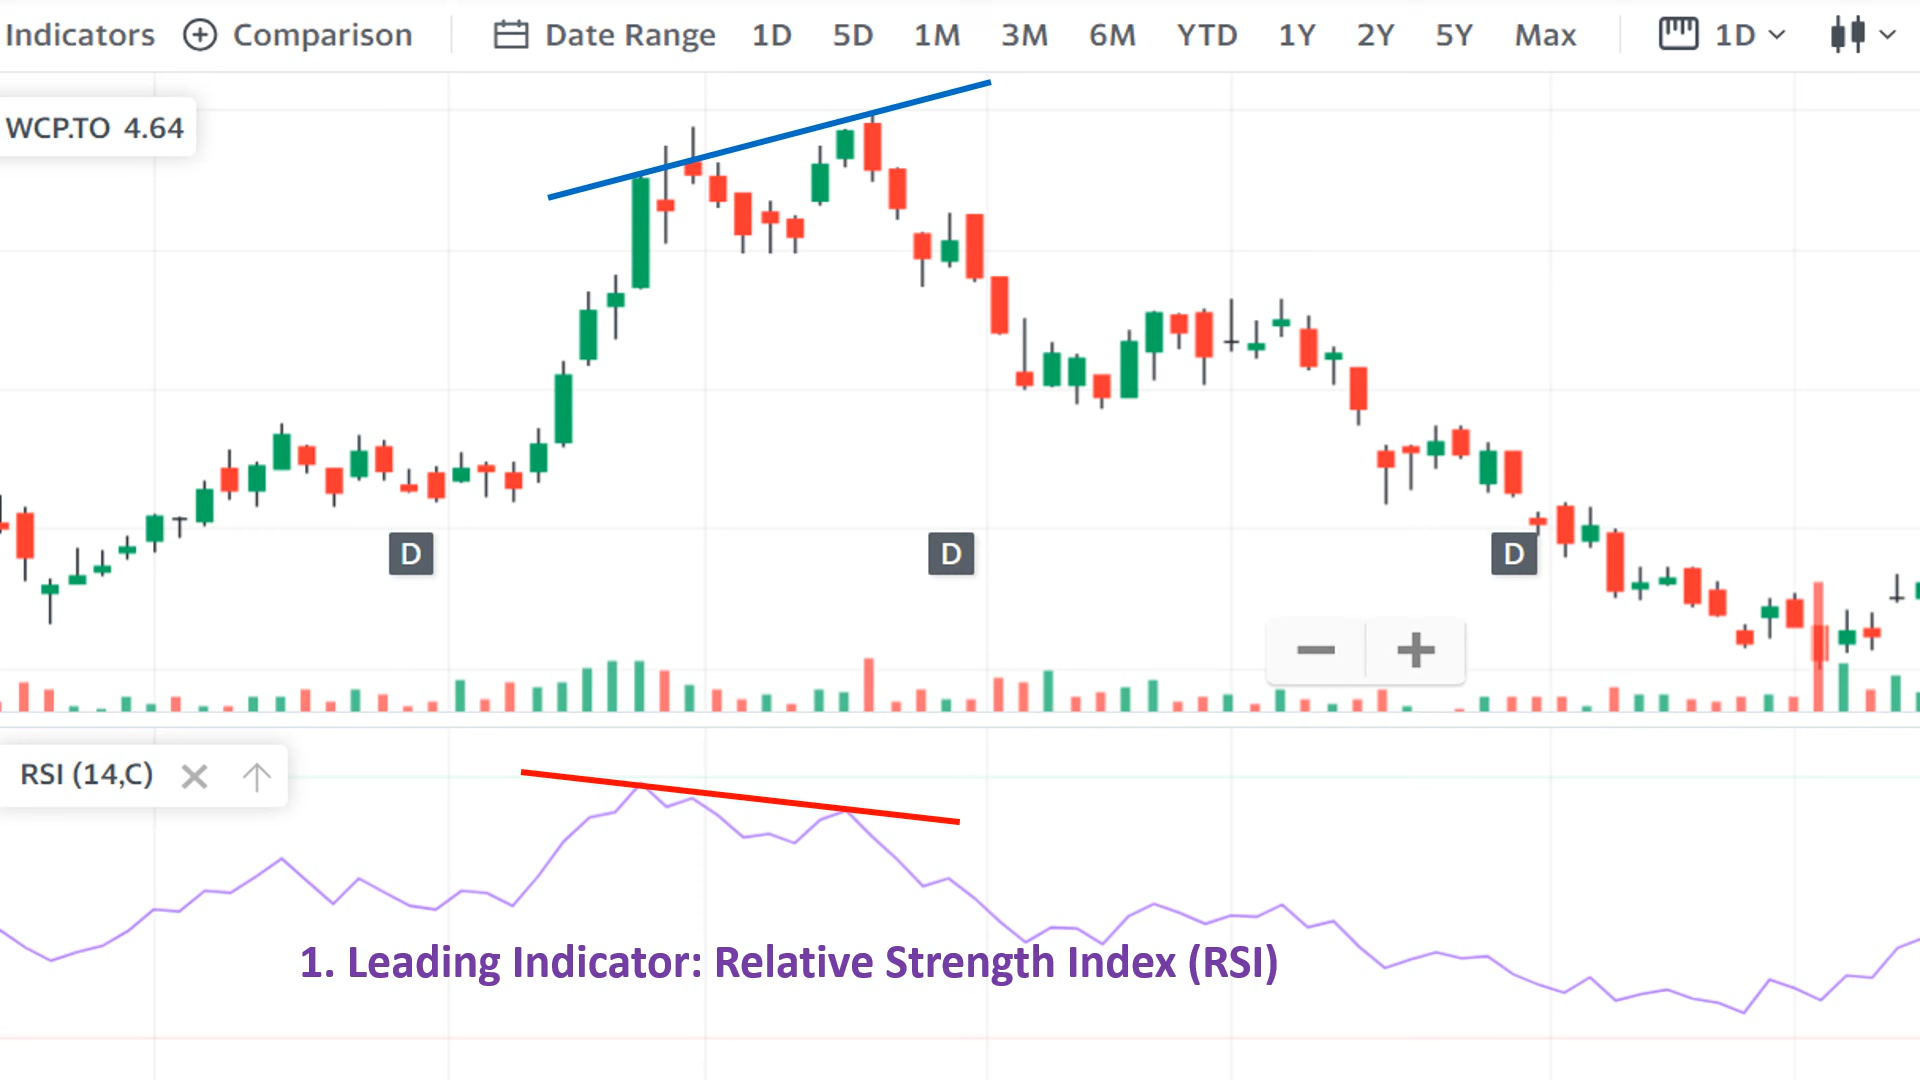 Indicators Comparison Date Range 1D 5D 1M 3M 6M YTD 1Y 2Y 5Y Max 1D
WCP.TO 4.64
D D D
RSI (14,C)
1. Leading Indicator: Relative Strength Index (RSI)